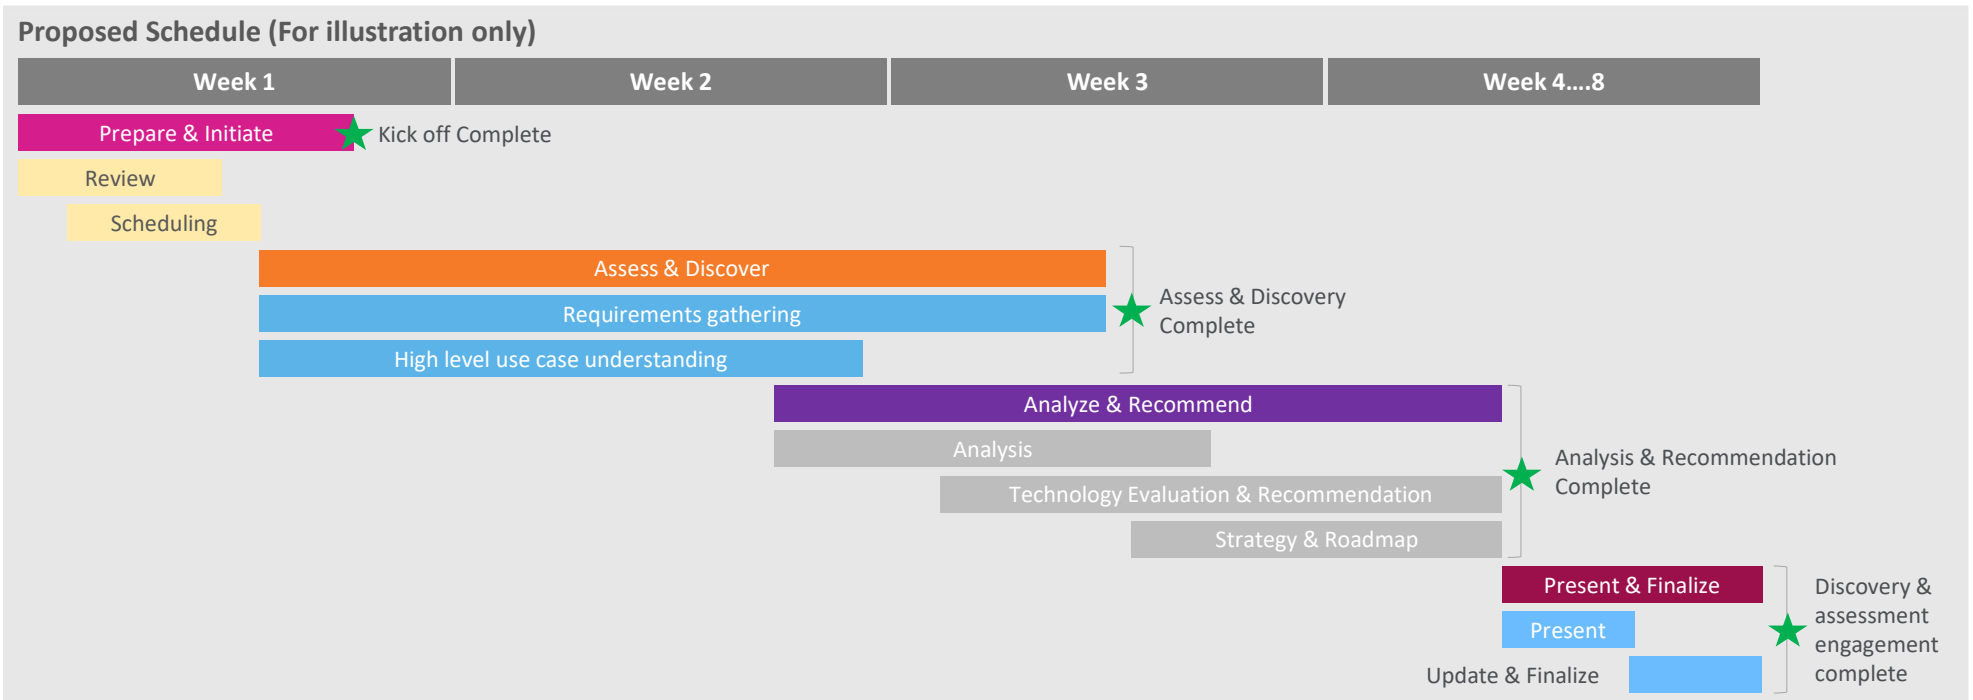 Proposed Schedule (For illustration only)
Week 1
Week 2
Week 3
Week 4....8
Prepare & Initiate
Kick off Complete
Review
Scheduling
Assess & Discover
Requirements gathering
High level use case understanding
Assess & Discovery
Complete
Analyze & Recommend
Analysis
Technology Evaluation & Recommendation
Strategy & Roadmap
Analysis & Recommendation
Complete
Present & Finalize
Present
Update & Finalize
Discovery &
assessment
engagement
complete